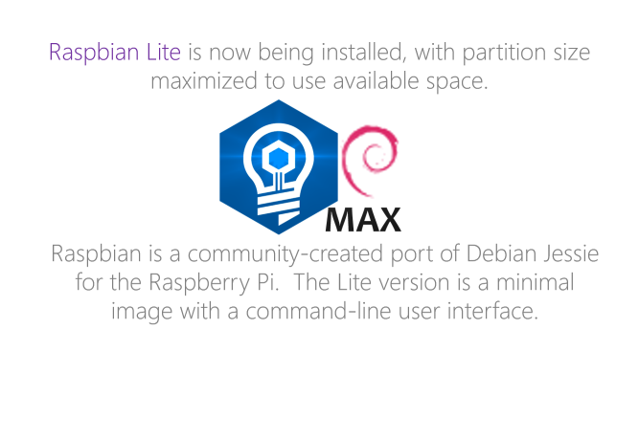 Raspbian Lite is now being installed, with partition size
maximized to use available space.
MAX
Raspbian is a community-created port of Debian Jessie
for the Raspberry Pi.  The Lite version is a minimal
image with a command-line user interface.